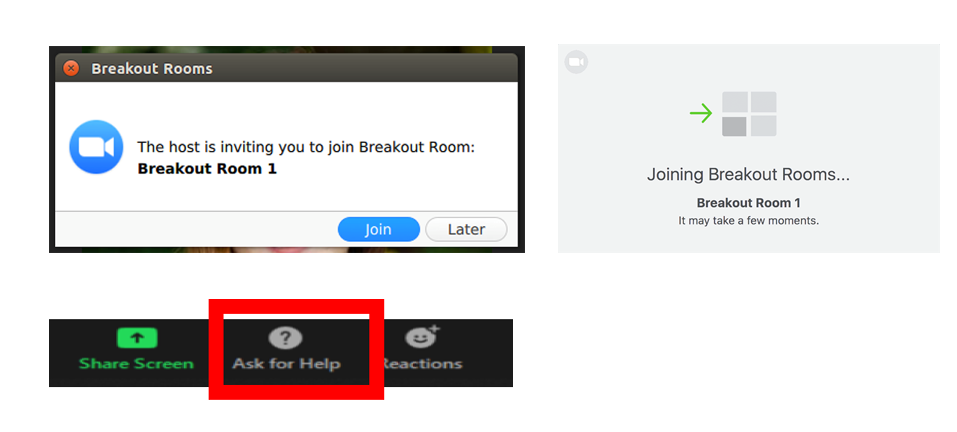 Breakout Rooms
The host is inviting you to join Breakout Room:
Breakout Room 1
Join
Later
Joining Breakout Rooms...
Breakout Room 1
It may take a few moments.
Share Screen
Ask for Help
Reactions